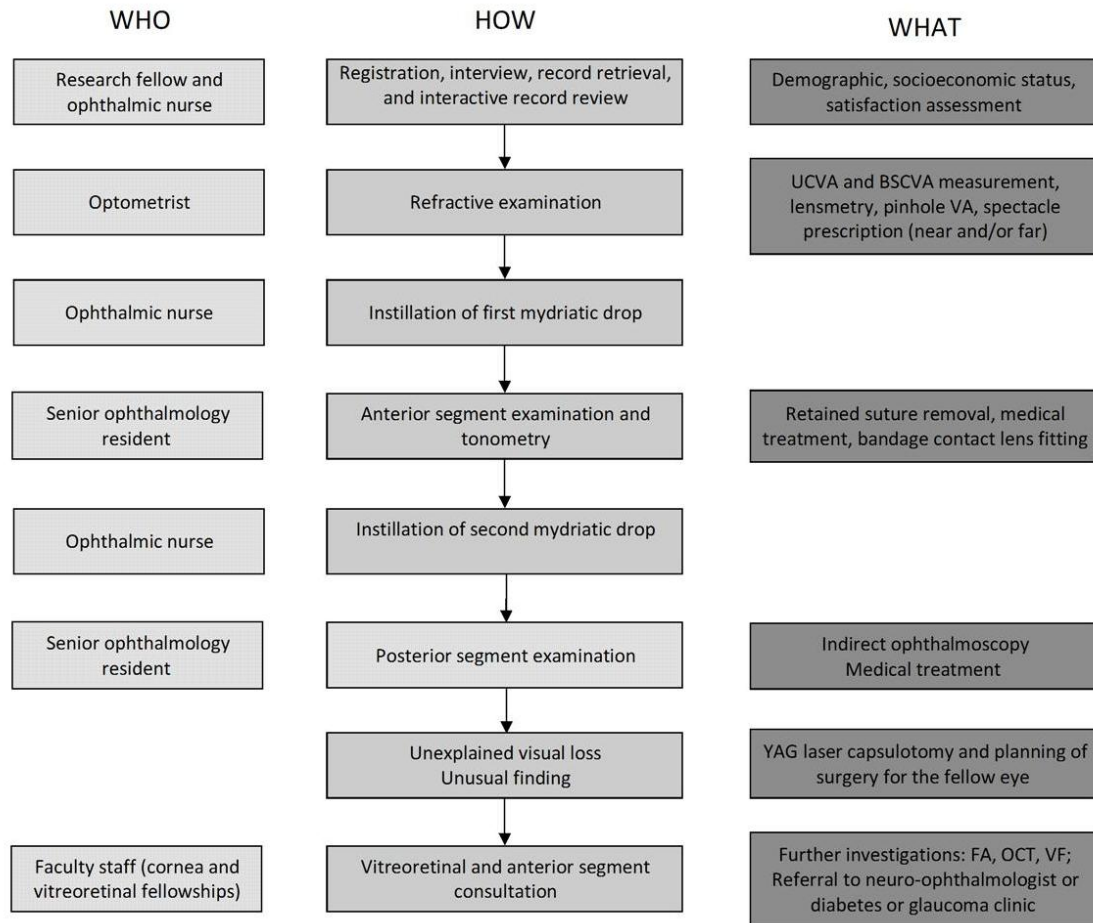 WHO
HOW
WHAT
Research fellow and
ophthalmic nurse
Registration, interview, record retrieval,
and interactive record review
Demographic, socioeconomic status,
satisfaction assessment
Optometrist
Refractive examination
UCVA and BSCVA measurement,
lensmetry, pinhole VA, spectacle
prescription (near and/or far)
Ophthalmic nurse
Instillation of first mydriatic drop
Senior ophthalmology
resident
Anterior segment examination and
tonometry
Retained suture removal, medical
treatment, bandage contact lens fitting
Ophthalmic nurse
Instillation of second mydriatic drop
Senior ophthalmology
resident
Posterior segment examination
Indirect ophthalmoscopy
Medical treatment
Unexplained visual loss
Unusual finding
YAG laser capsulotomy and planning of
surgery for the fellow eye
Faculty staff (cornea and
vitreoretinal fellowships)
Vitreoretinal and anterior segment
consultation
Further investigations: FA, OCT, VF;
Referral to neuro-ophthalmologist or
diabetes or glaucoma clinic